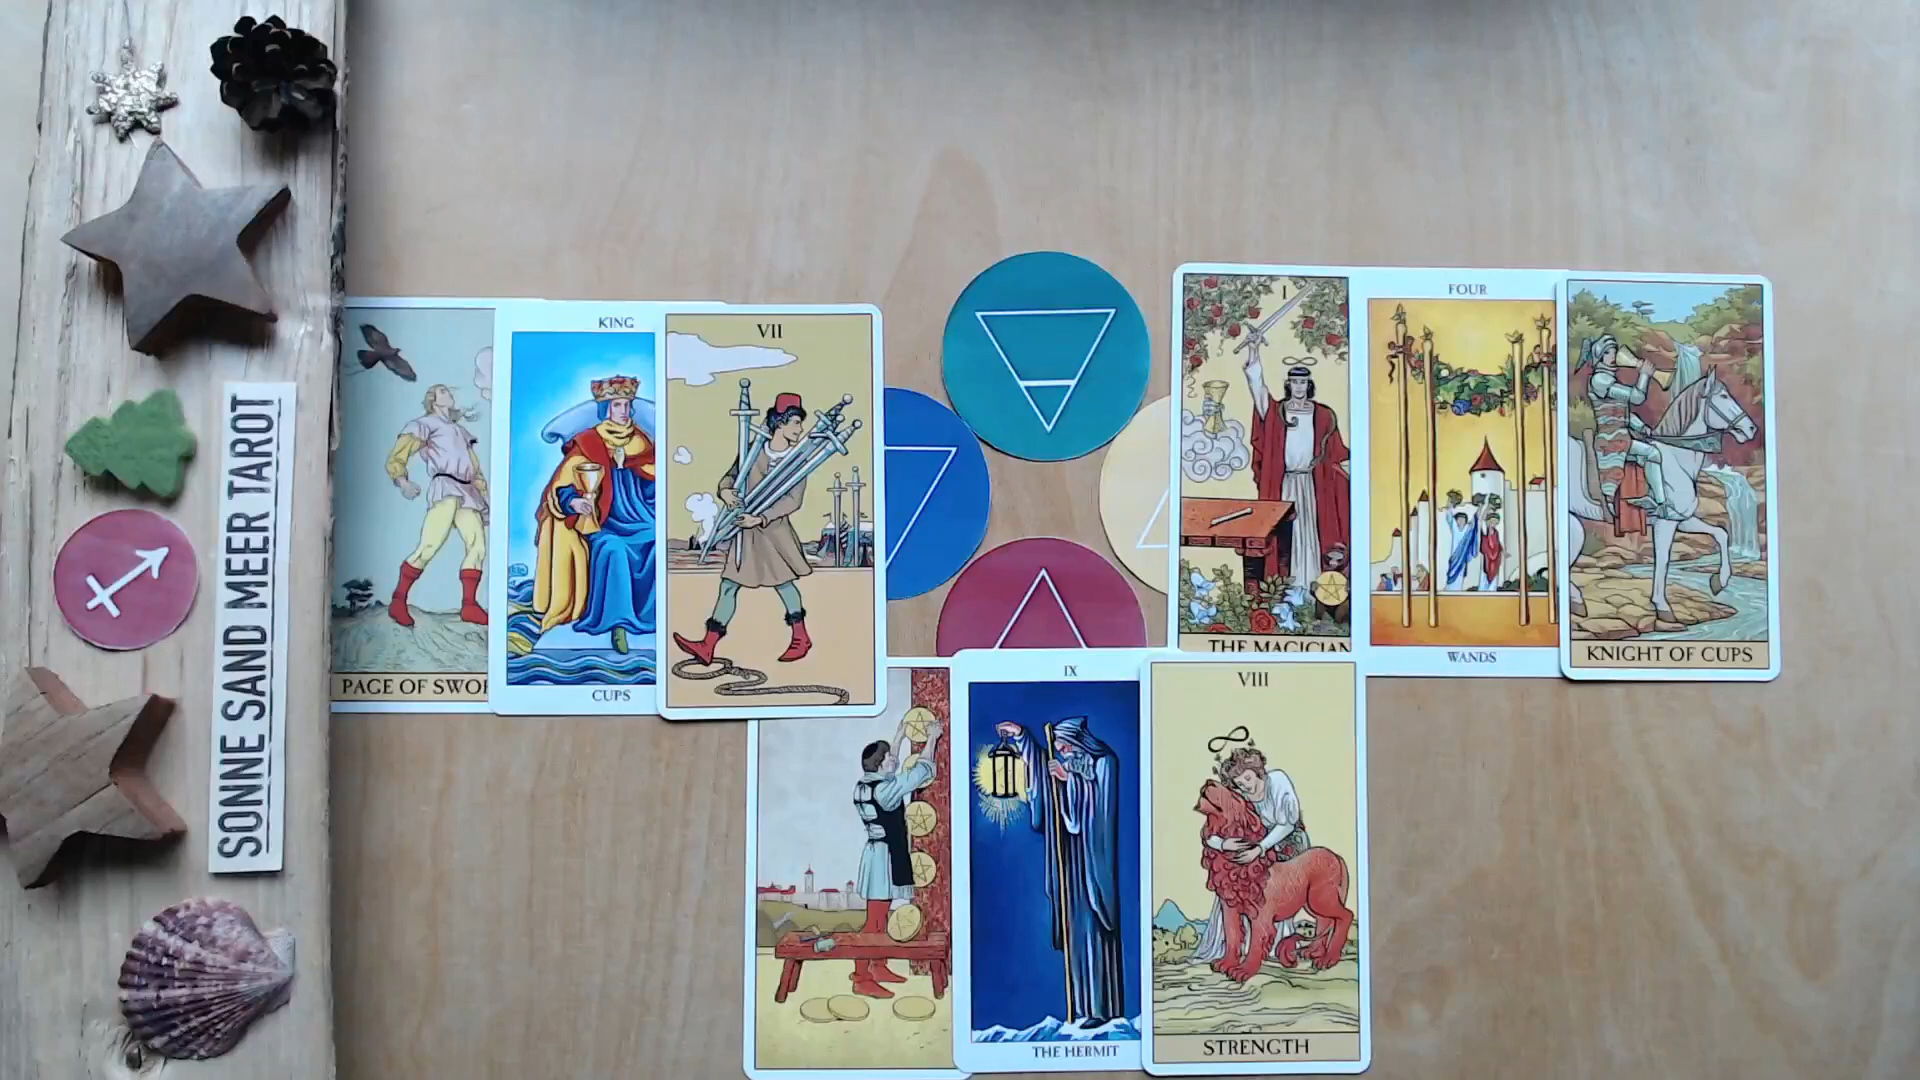 SONNE SAND MEER TAROT
PAGE OF SWOR
KING
CUPS
VII
I
THE MAGICIAN
FOUR
WANDS
KNIGHT OF CUPS
IX
THE HERMIT
VIII
STRENGTH